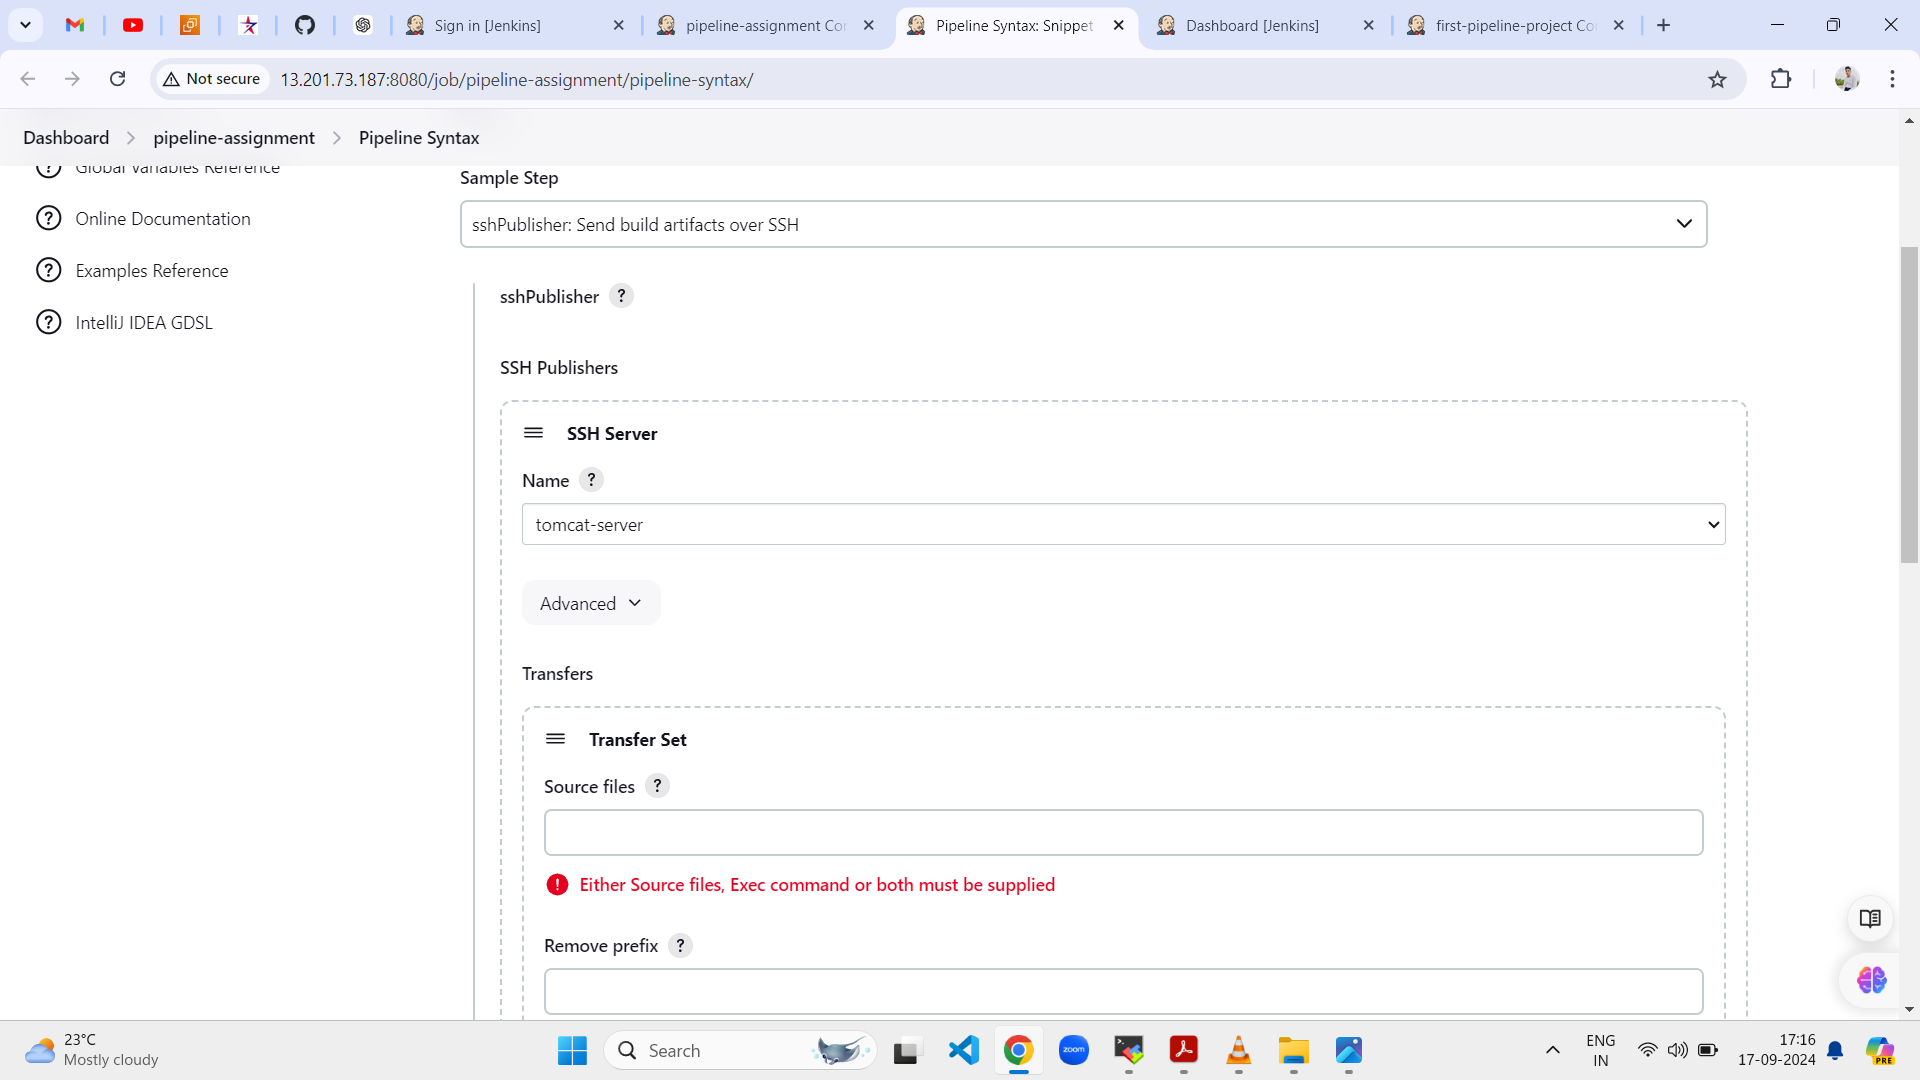 Sign in [Jenkins]
pipeline-assignment Con
Pipeline Syntax: Snippet
Dashboard [Jenkins]
first-pipeline-project Con
Not secure
13.201.73.187:8080/job/pipeline-assignment/pipeline-syntax/
Dashboard
pipeline-assignment
Pipeline Syntax
Global Variables Reference
Online Documentation
Examples Reference
IntelliJ IDEA GDSL
Sample Step
sshPublisher: Send build artifacts over SSH
sshPublisher ?
SSH Publishers
SSH Server
Name ?
tomcat-server
Advanced
Transfers
Transfer Set
Source files ?
Either Source files, Exec command or both must be supplied
Remove prefix ?
23°C
Mostly cloudy
Search
zoom
ENG
IN
17:16
17-09-2024
PRE